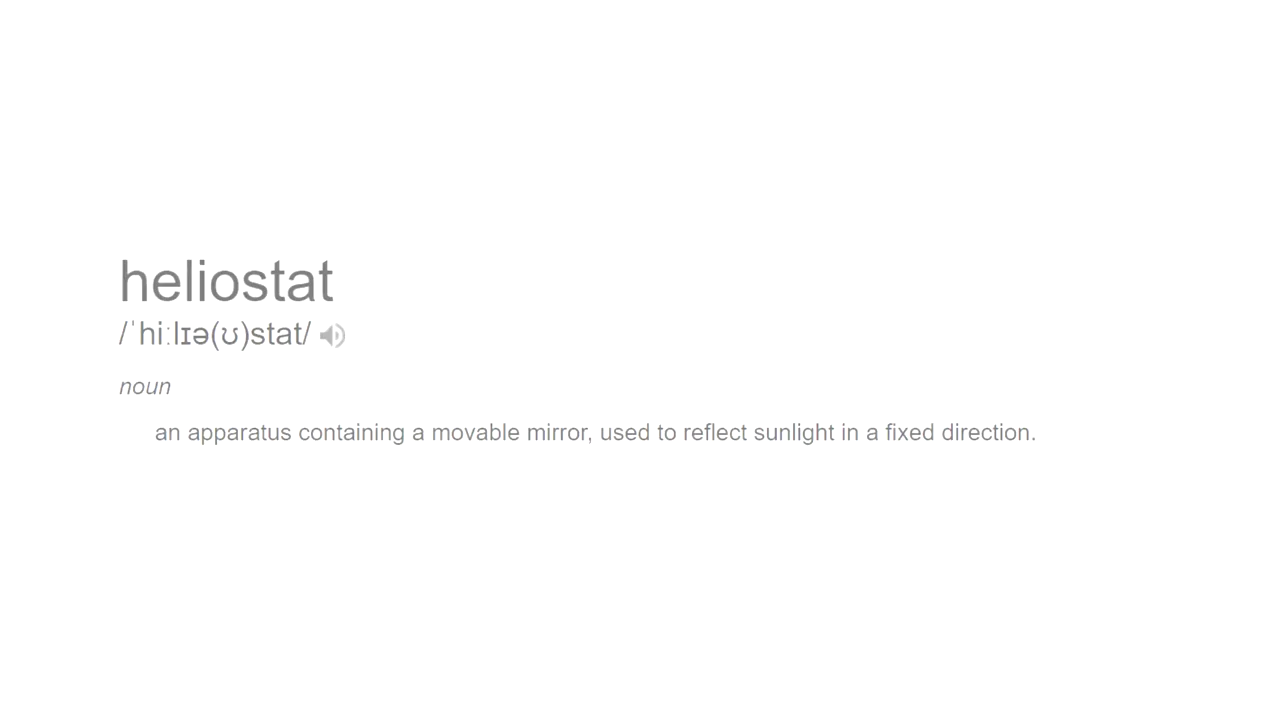 heliostat
/ˈhiːlɪə(ʊ)stat/
noun
an apparatus containing a movable mirror, used to reflect sunlight in a fixed direction.